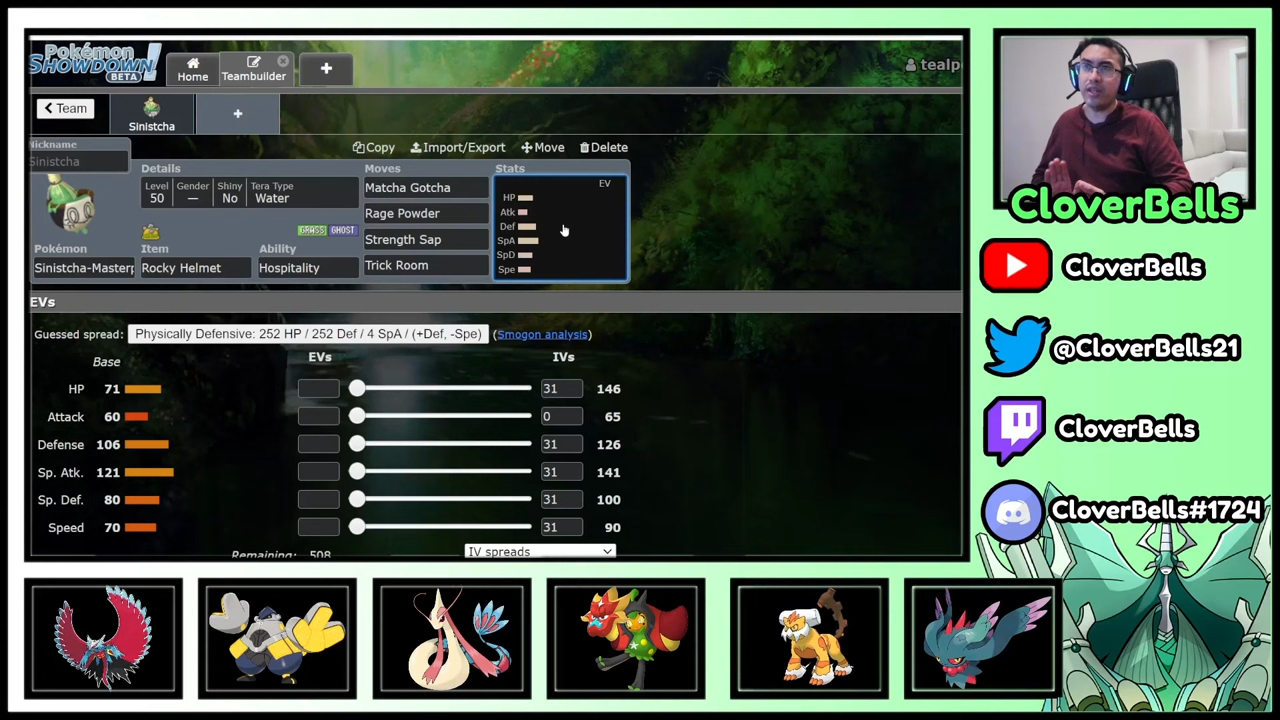 Pokémon
SHOWDOWN!
BETA
Home
Teambuilder
+
tealp
Team
Sinistcha
+
Nickname
Sinistcha
Copy
Import/Export
Move
Delete
Details
Moves
Stats
Level
Gender
Shiny
Tera Type
50
—
No
Water
Matcha Gotcha
Rage Powder
Strength Sap
Trick Room
EV
HP
Atk
Def
SpA
SpD
Spe
GRASS GHOST
Pokémon
Item
Ability
Sinistcha-Masterp
Rocky Helmet
Hospitality
EVs
Guessed spread: Physically Defensive: 252 HP / 252 Def / 4 SpA / (+Def, -Spe) (Smogon analysis)
Base EVs IVs
HP 71 31 146
Attack 60 0 65
Defense 106 31 126
Sp. Atk. 121 31 141
Sp. Def. 80 31 100
Speed 70 31 90
Remaining: 508
IV spreads
CloverBells
CloverBells
@CloverBells21
CloverBells
CloverBells#1724